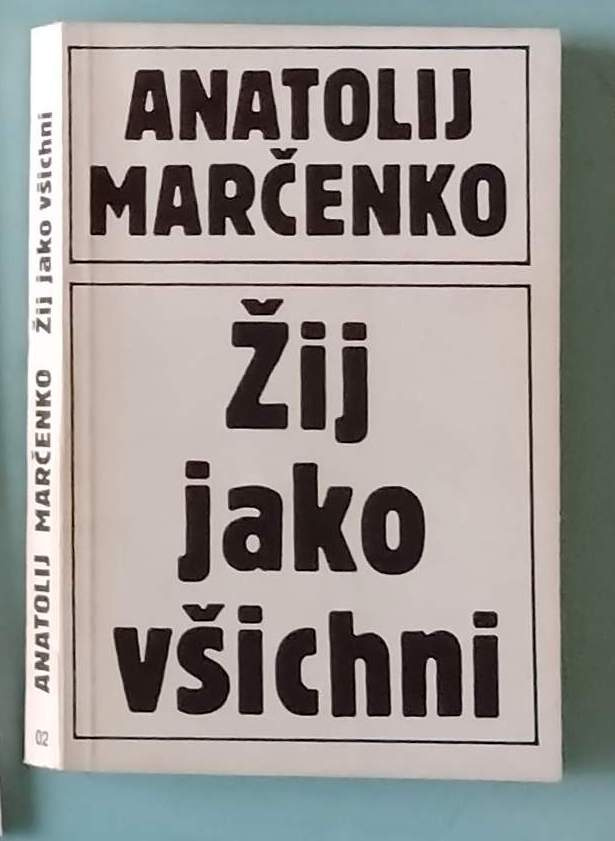 ANATOLIJ
MARČENKO
Žij
jako
všichni
ANATOLIJ MARČENKO Žij jako všichni
02